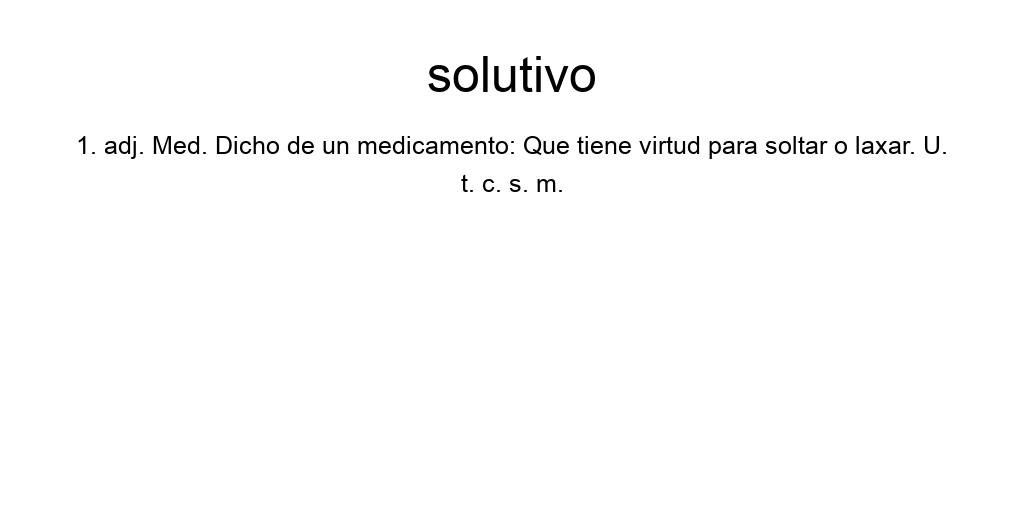 solutivo
1. adj. Med. Dicho de un medicamento: Que tiene virtud para soltar o laxar. U.
t. c. s. m.